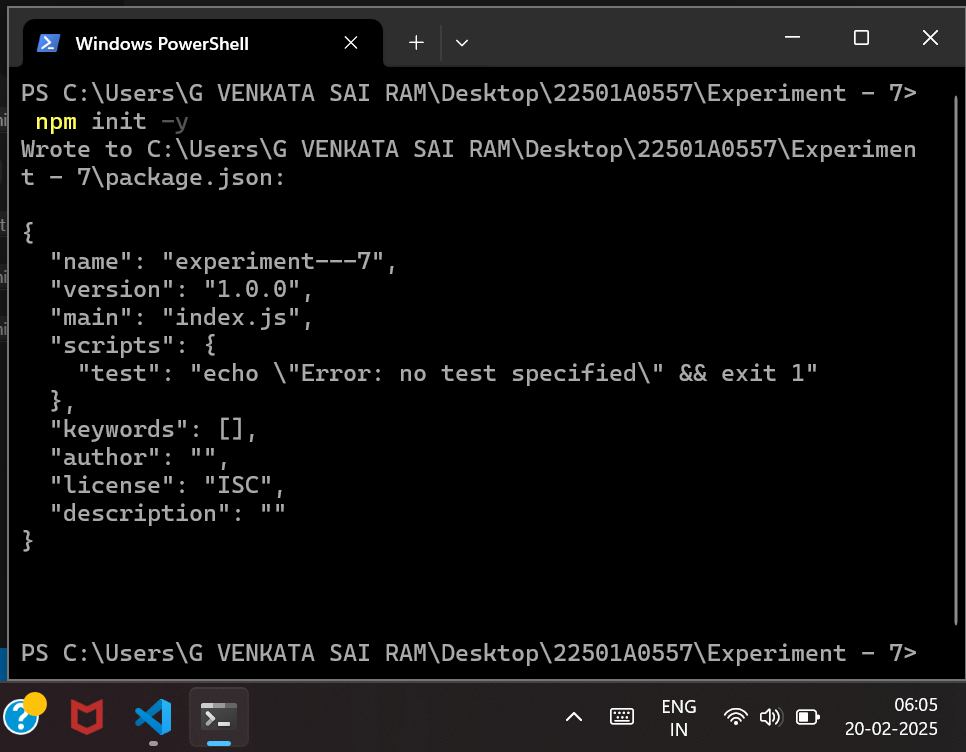 Windows PowerShell
PS C:\Users\G VENKATA SAI RAM\Desktop\22501A0557\Experiment - 7>
npm init -y
Wrote to C:\Users\G VENKATA SAI RAM\Desktop\22501A0557\Experimen
t - 7\package.json:
{
"name": "experiment---7",
"version": "1.0.0",
"main": "index.js",
"scripts": {
"test": "echo \"Error: no test specified\" && exit 1"
},
"keywords": [],
"author": "",
"license": "ISC",
"description": ""
}
PS C:\Users\G VENKATA SAI RAM\Desktop\22501A0557\Experiment - 7>
ENG
IN
06:05
20-02-2025